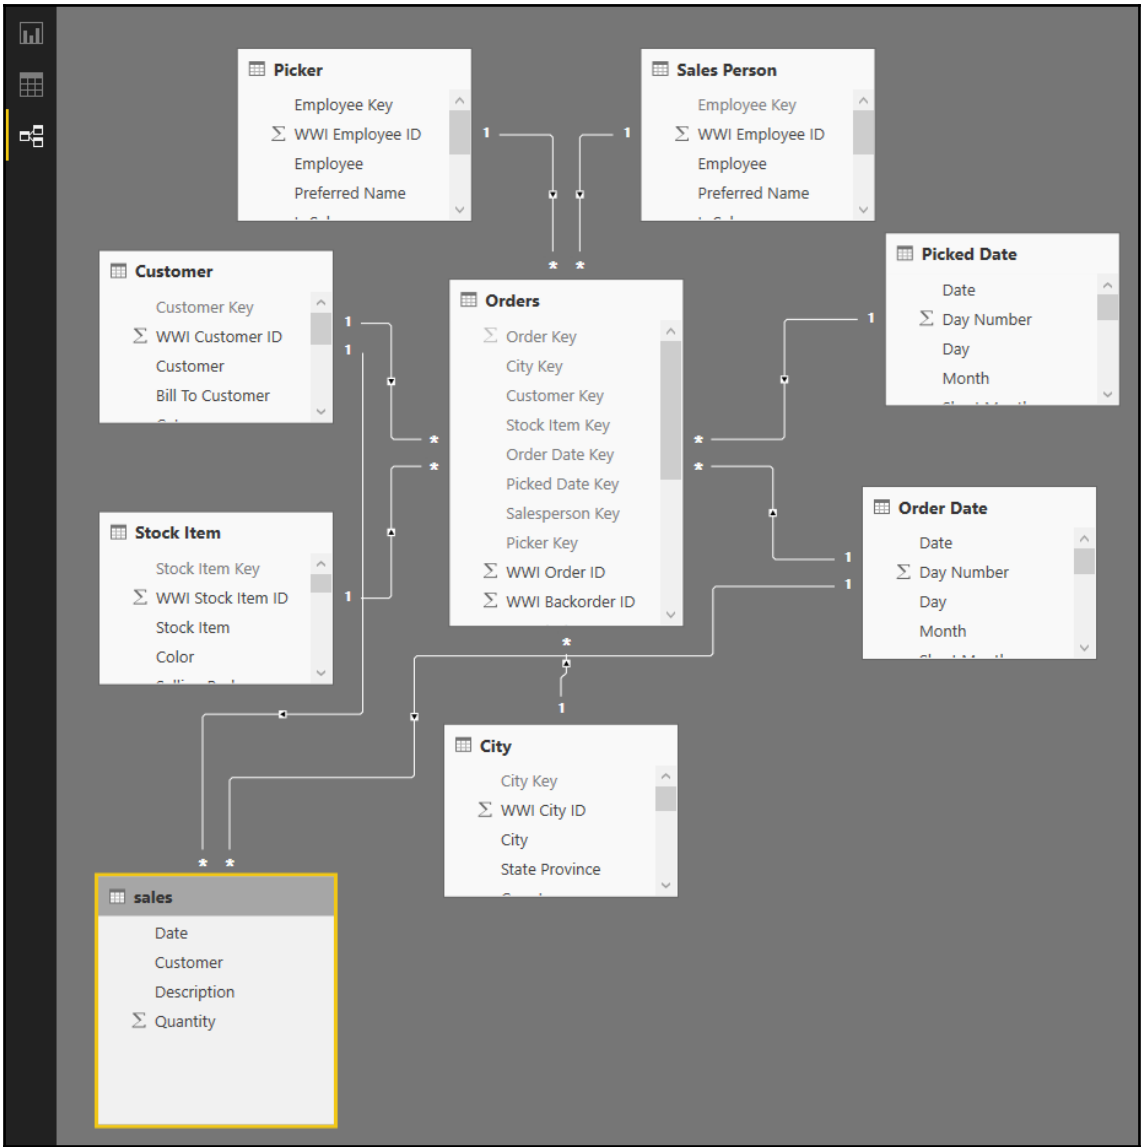 Picker
Employee Key
Σ WWI Employee ID
Employee
Preferred Name
Sales Person
Employee Key
Σ WWI Employee ID
Employee
Preferred Name
1
1
*
*
Customer
Customer Key
Σ WWI Customer ID
Customer
Bill To Customer
1
1
Orders
Σ Order Key
City Key
Customer Key
Stock Item Key
Order Date Key
Picked Date Key
Salesperson Key
Picker Key
Σ WWI Order ID
Σ WWI Backorder ID
*
*
*
*
*
Picked Date
Date
Σ Day Number
Day
Month
1
Stock Item
Stock Item Key
Σ WWI Stock Item ID
Stock Item
Color
1
Order Date
Date
Σ Day Number
Day
Month
1
1
1
City
City Key
Σ WWI City ID
City
State Province
*
*
sales
Date
Customer
Description
Σ Quantity